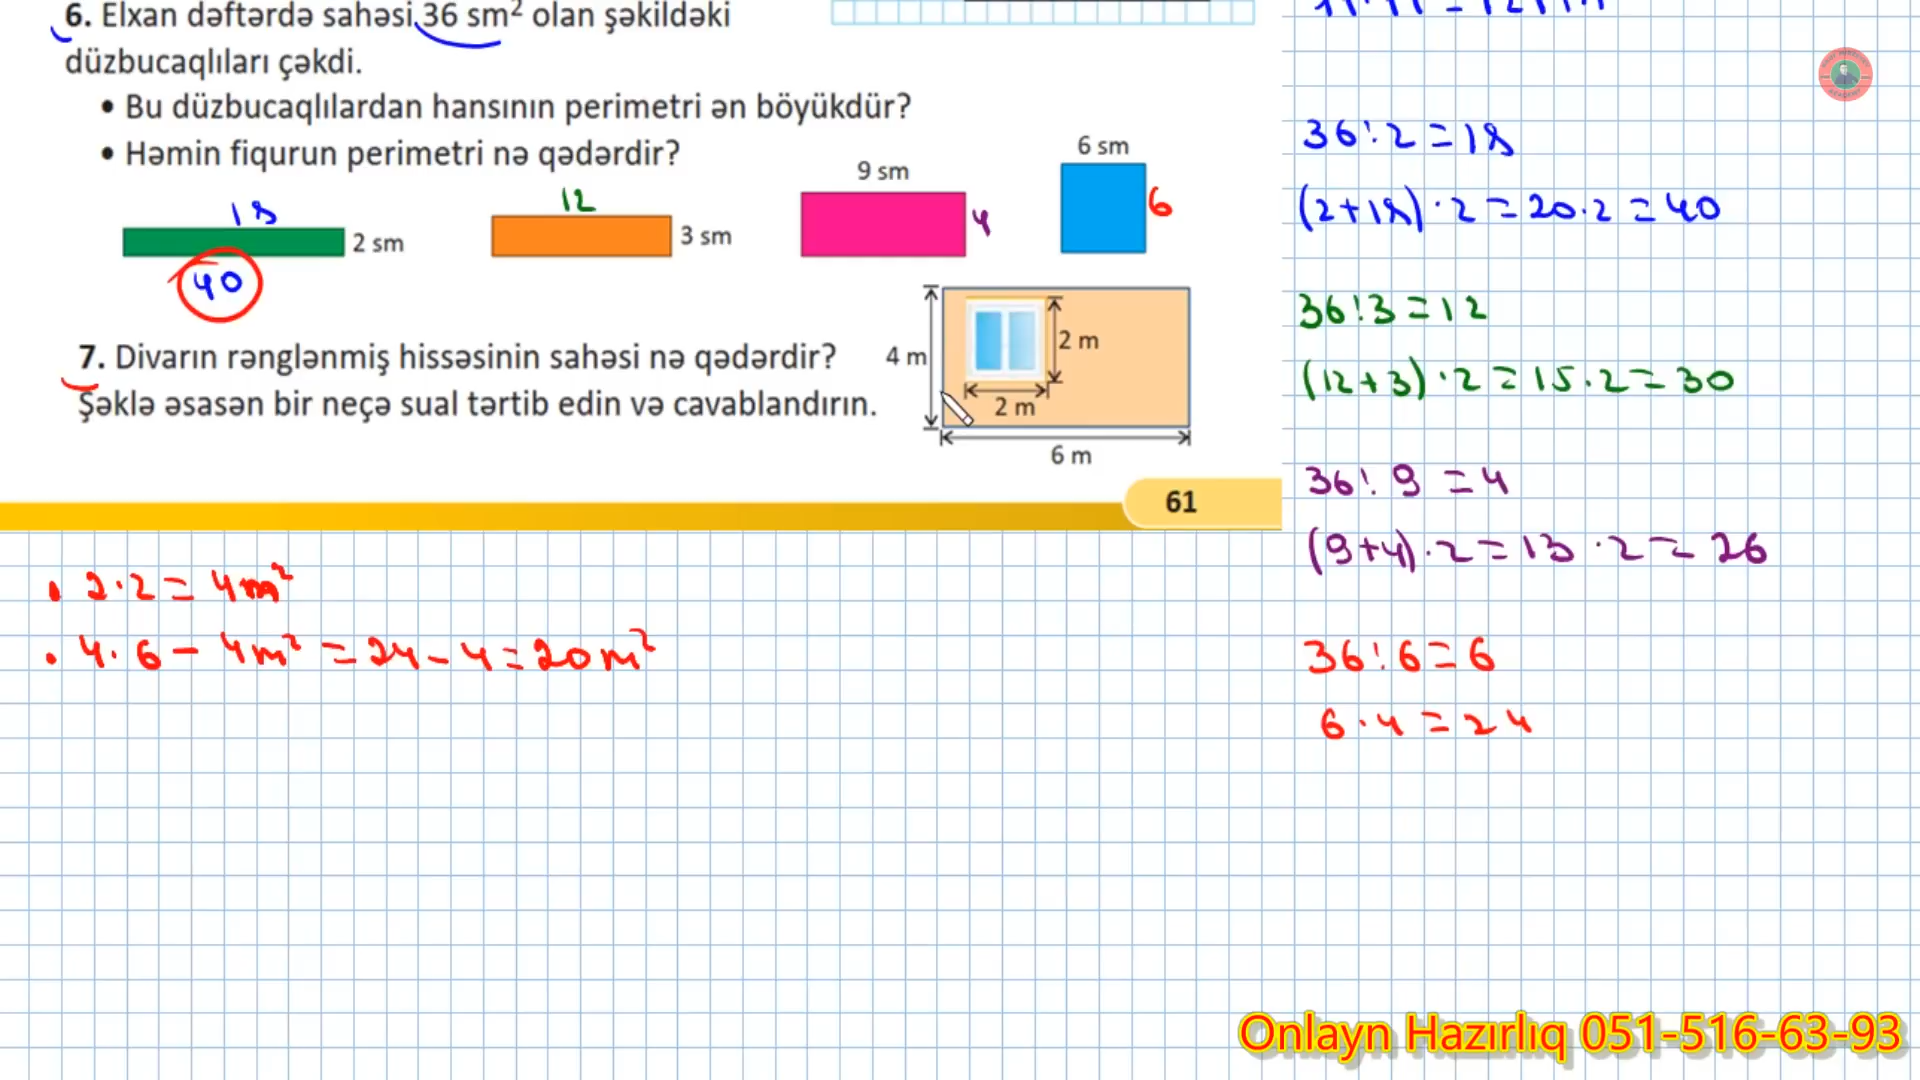 6. Elxan dəftərdə sahəsi 36 sm² olan şəkildəki
düzbucaqlıları çəkdi.
• Bu düzbucaqlılardan hansının perimetri ən böyükdür?
• Həmin fiqurun perimetri nə qədərdir?
18
2 sm
40
12
3 sm
9 sm
4
6 sm
6
7. Divarın rənglənmiş hissəsinin sahəsi nə qədərdir?
Şəklə əsasən bir neçə sual tərtib edin və cavablandırın.
4 m
2 m
2 m
6 m
61
• 2·2=4m²
• 4·6-4m²=24-4=20m²
36:2=18
(2+18)·2=20·2=40
36:3=12
(12+3)·2=15·2=30
36:9=4
(9+4)·2=13·2=26
36:6=6
6·4=24
Onlayn Hazırlıq 051-516-63-93